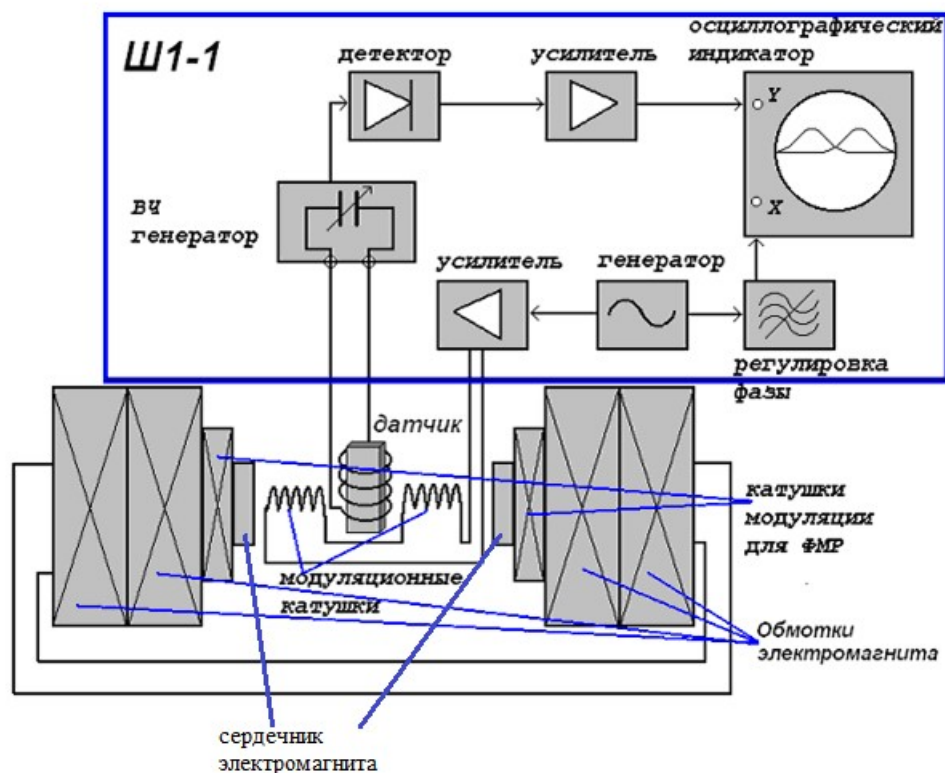 Ш1-1
детектор
усилитель
осциллографический
индикатор
Y
X
ВЧ
генератор
усилитель
генератор
регулировка
фазы
датчик
катушки
модуляции
для ФМР
модуляционные
катушки
Обмотки
электромагнита
сердечник
электромагнита